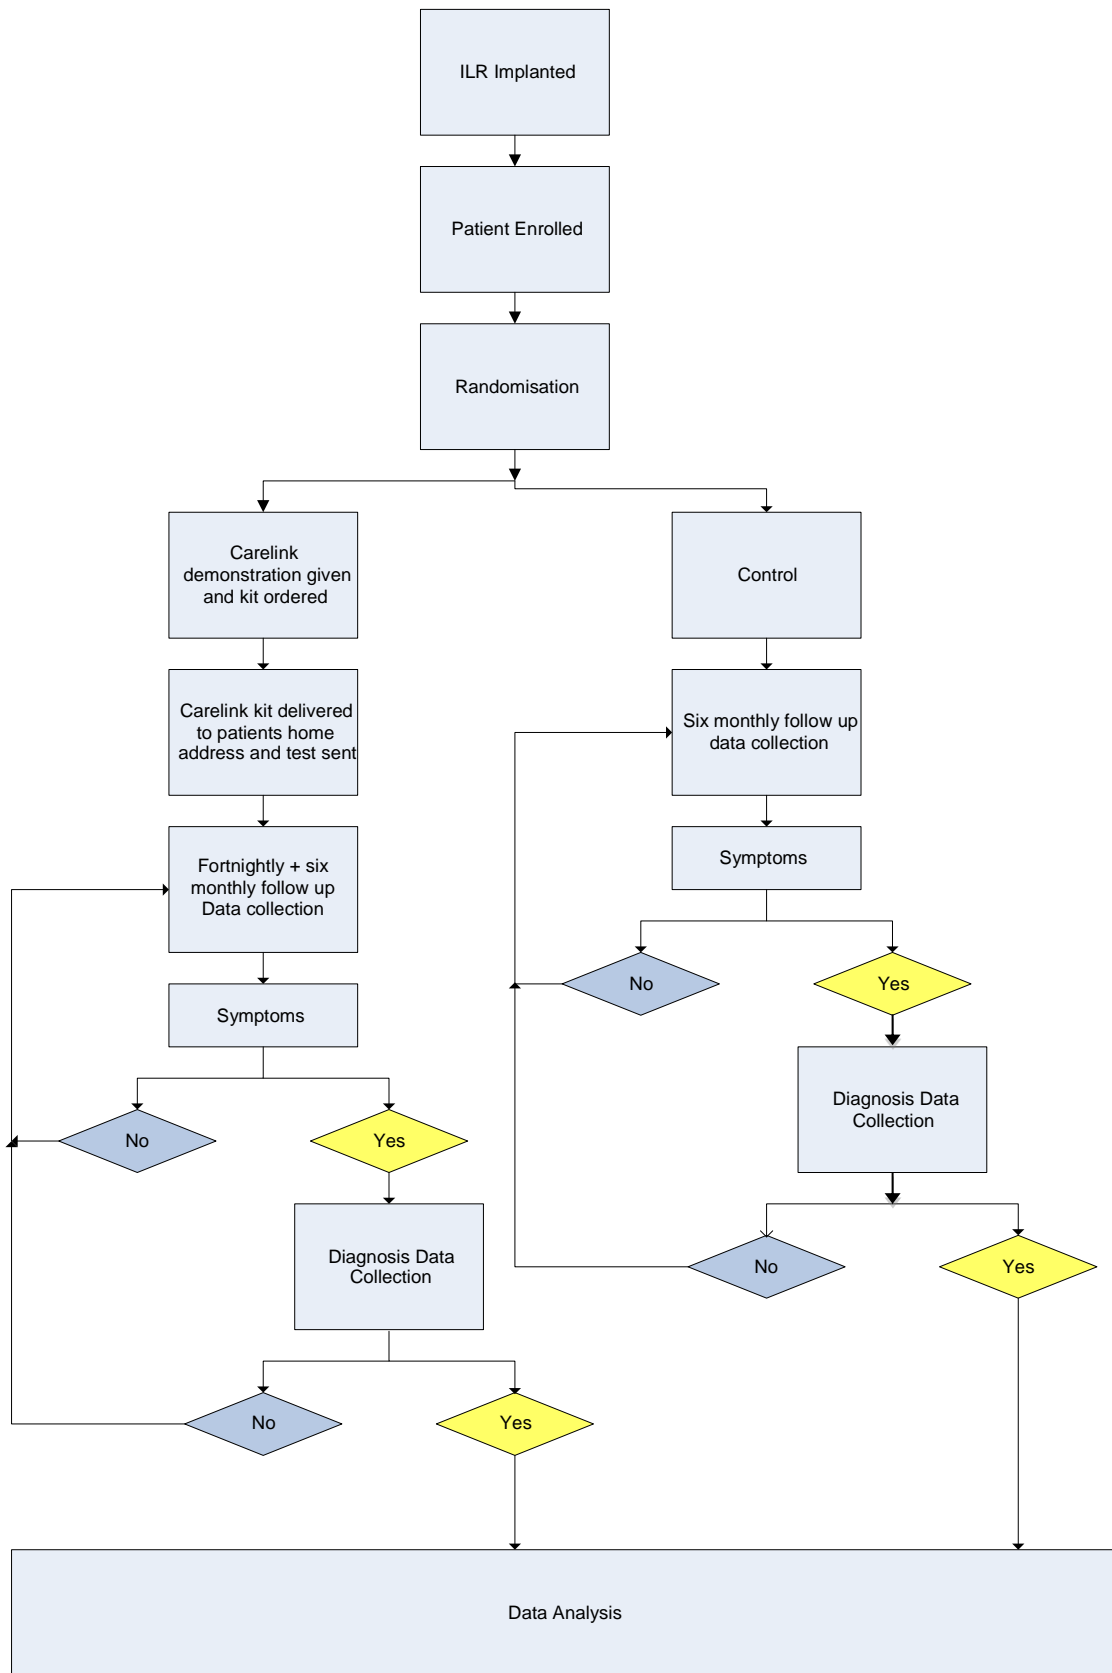 ILR Implanted
Patient Enrolled
Randomisation
Carelink
demonstration given
and kit ordered
Control
Carelink kit delivered
to patients home
address and test sent
Six monthly follow up
data collection
Fortnightly + six
monthly follow up
Data collection
Symptoms
No
Yes
Symptoms
Diagnosis Data
Collection
No
Yes
Diagnosis Data
Collection
No
Yes
No
Yes
Data Analysis